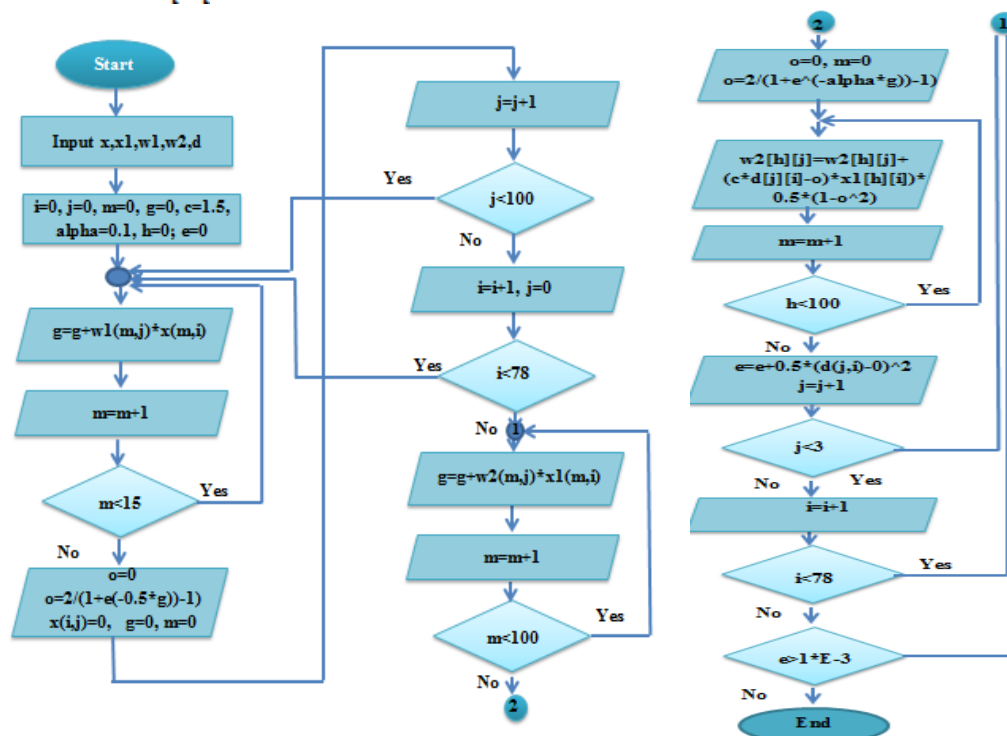 Start
Input x,x1,w1,w2,d
i=0, j=0, m=0, g=0, c=1.5,
alpha=0.1, h=0; e=0
g=g+w1(m,j)*x(m,i)
m=m+1
m<15
Yes
No
o=0
o=2/(1+e(-0.5*g))-1)
x(i,j)=0, g=0, m=0
j=j+1
Yes
j<100
No
i=i+1, j=0
Yes
i<78
No
1
g=g+w2(m,j)*x1(m,i)
m=m+1
m<100
Yes
No
2
2
1
o=0, m=0
o=2/(1+e^(-alpha*g))-1)
w2[h][j]=w2[h][j]+
(c*d[j][i]-o)*x1[h][i])*
0.5*(1-o^2)
m=m+1
h<100
Yes
No
e=e+0.5*(d(j,i)-0)^2
j=j+1
j<3
No
Yes
i=i+1
i<78
Yes
No
e>1*E-3
No
End